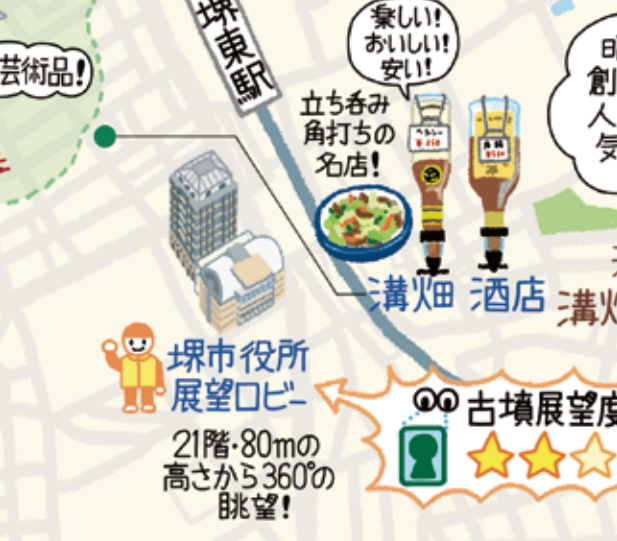 堺東駅
芸術品!
楽しい!
おいしい!
安い!
立ち呑み
角打ちの
名店!
溝畑 酒店
堺市役所
展望ロビー
21階・80mの
高さから360°の
眺望!
古墳展望度
創
人
気
溝